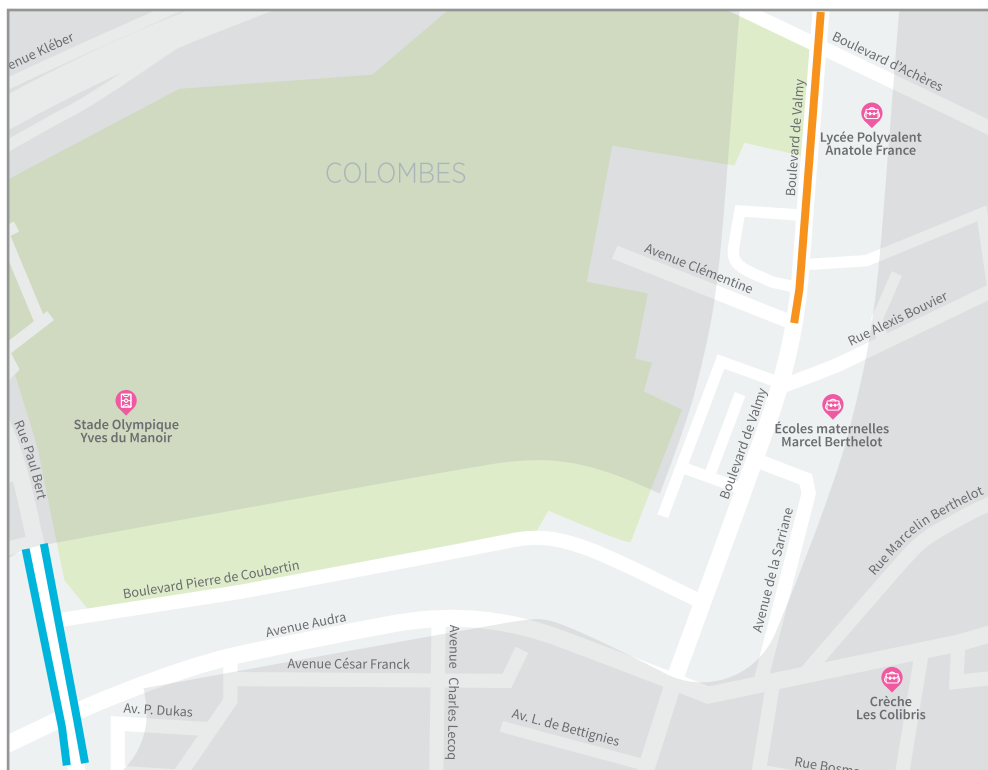 enue Kléber
Boulevard d'Achères
Boulevard de Valmy
Lycée Polyvalent
Anatole France
COLOMBES
Avenue Clémentine
Rue Alexis Bouvier
Stade Olympique
Yves du Manoir
Rue Paul Bert
Boulevard de Valmy
Écoles maternelles
Marcel Berthelot
Rue Marcelin Berthelot
Avenue de la Sarriane
Boulevard Pierre de Coubertin
Avenue Audra
Avenue César Franck
Avenue Charles Lecoq
Av. P. Dukas
Av. L. de Bettignies
Crèche
Les Colibris